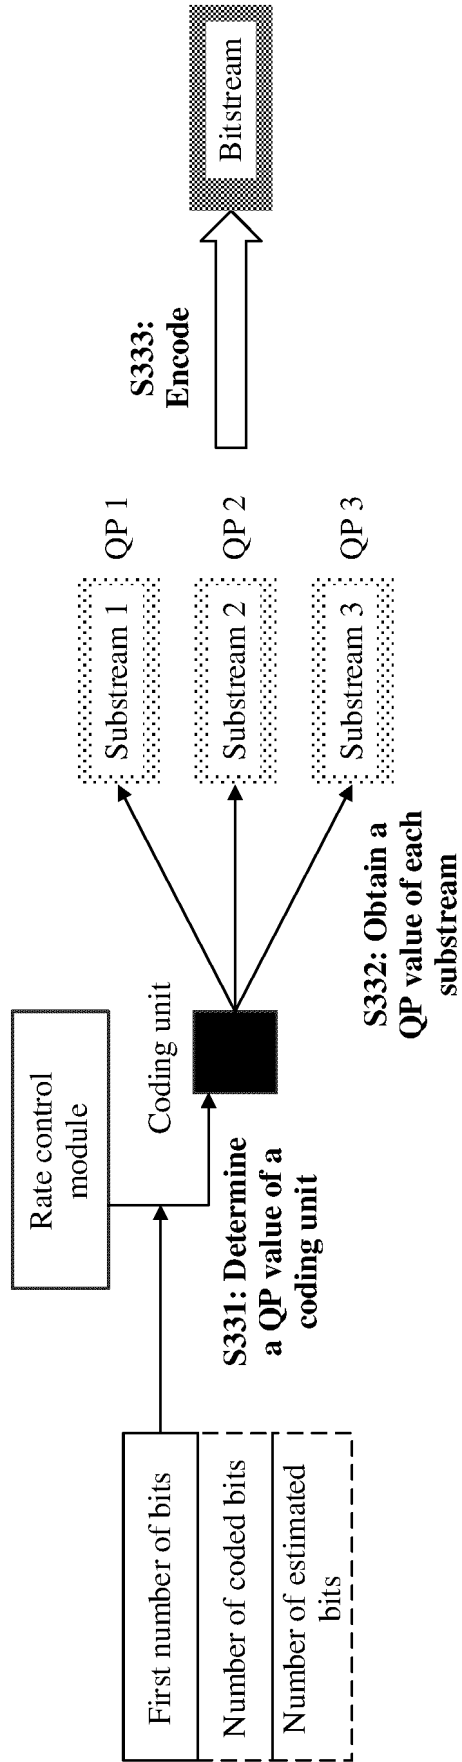 First number of bits
Number of coded bits
Number of estimated
bits
Rate control
module
S331: Determine
a QP value of a
coding unit
Coding unit
S332: Obtain a
QP value of each
substream
Substream 1
QP 1
Substream 2
QP 2
Substream 3
QP 3
S333:
Encode
Bitstream